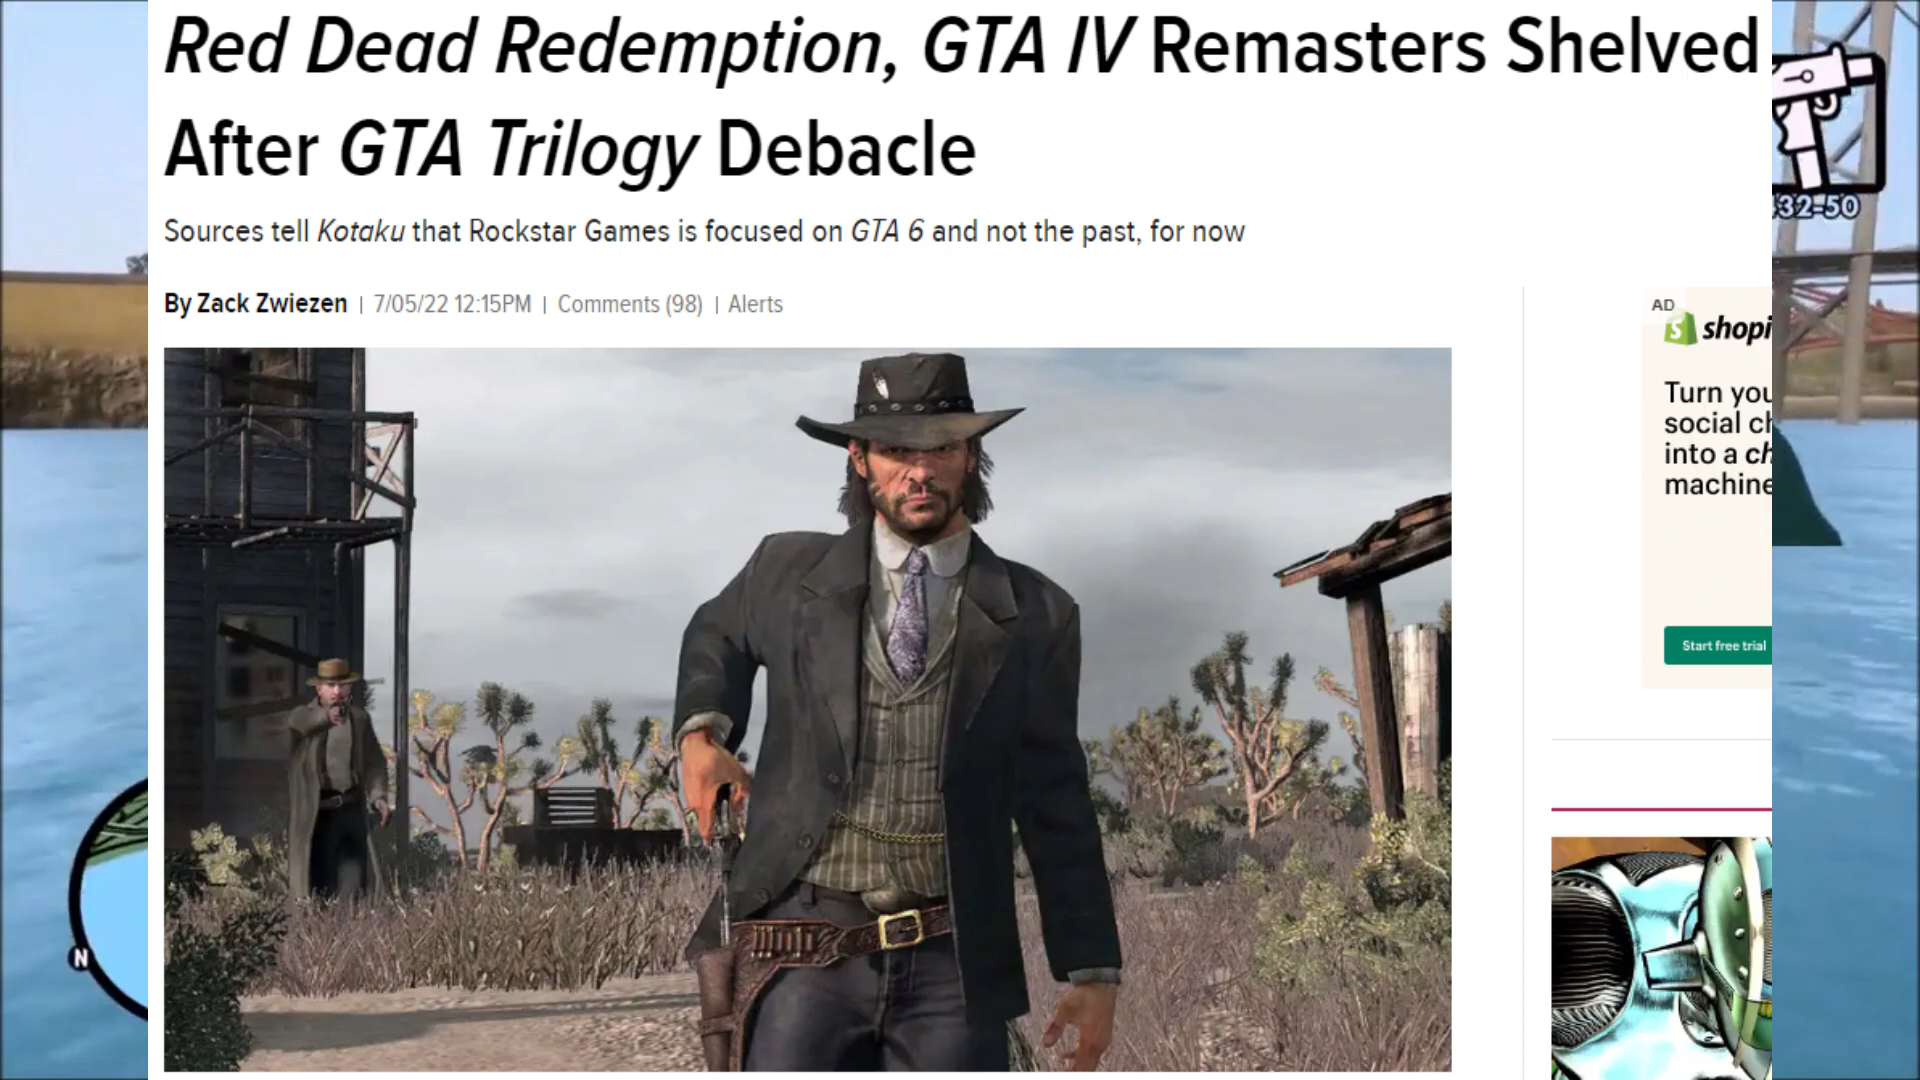 Red Dead Redemption, GTA IV Remasters Shelved
After GTA Trilogy Debacle
Sources tell Kotaku that Rockstar Games is focused on GTA 6 and not the past, for now
By Zack Zwiezen | 7/05/22 12:15PM | Comments (98) | Alerts
32-50
AD
shopi
Turn you
social ch
into a ch
machine
Start free trial
N